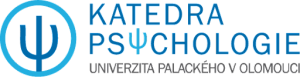 KATEDRA
PSYCHOLOGIE
UNIVERZITA PALACKÉHO V OLOMOUCI